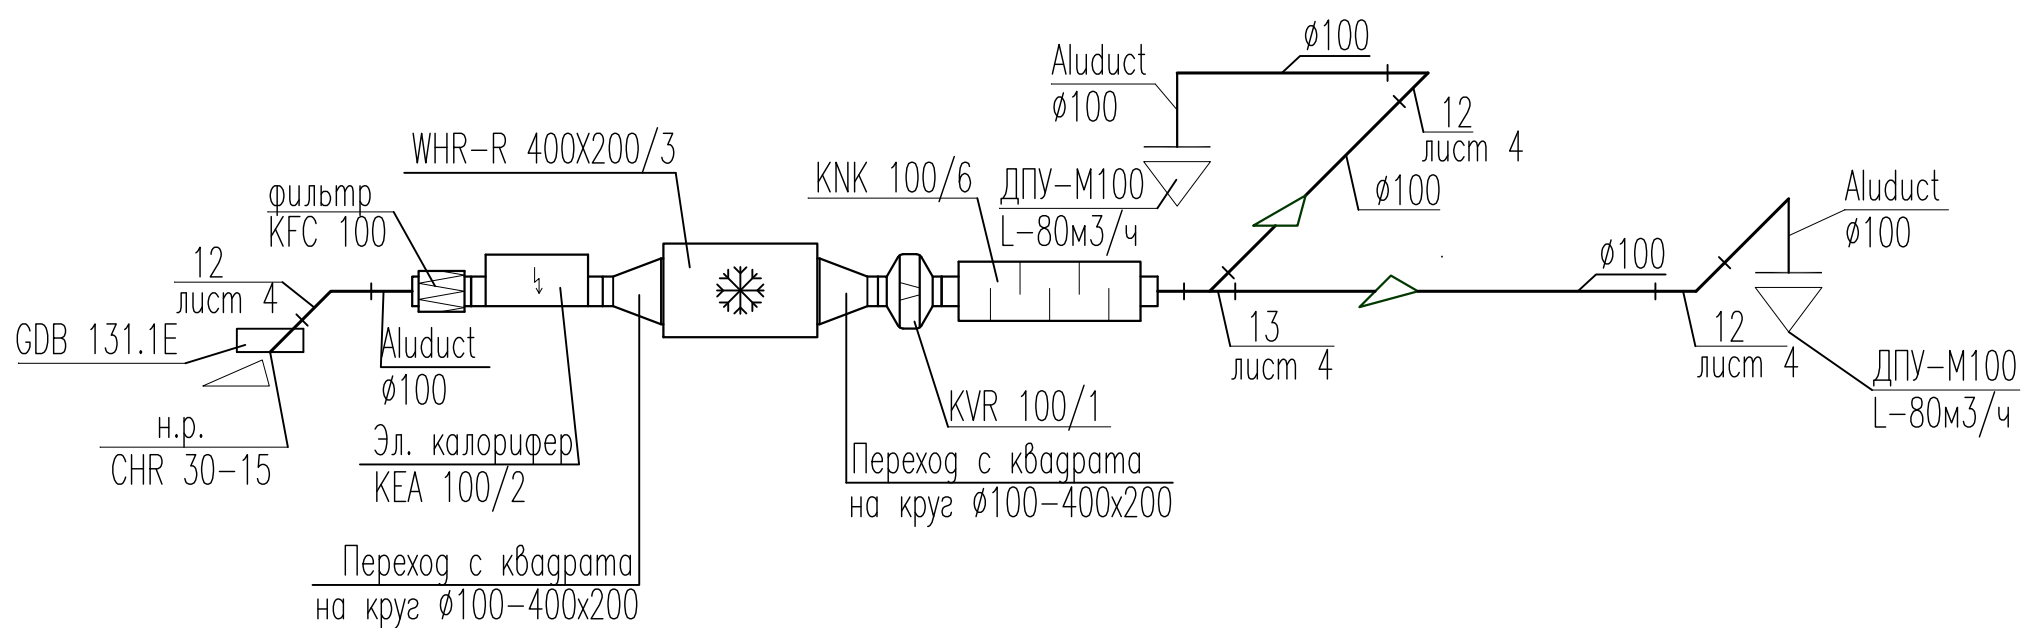 ø100
Aluduct
ø100
12
лист 4
WHR-R 400X200/3
KNK 100/6
ДПУ-М100
L-80м3/ч
ø100
Aluduct
ø100
фильтр
KFC 100
12
лист 4
GDB 131.1E
ø100
Aluduct
ø100
13
лист 4
12
лист 4
ДПУ-М100
L-80м3/ч
н.р.
CHR 30-15
Эл. калорифер
KEA 100/2
KVR 100/1
Переход с квадрата
на круг ø100-400х200
Переход с квадрата
на круг ø100-400х200